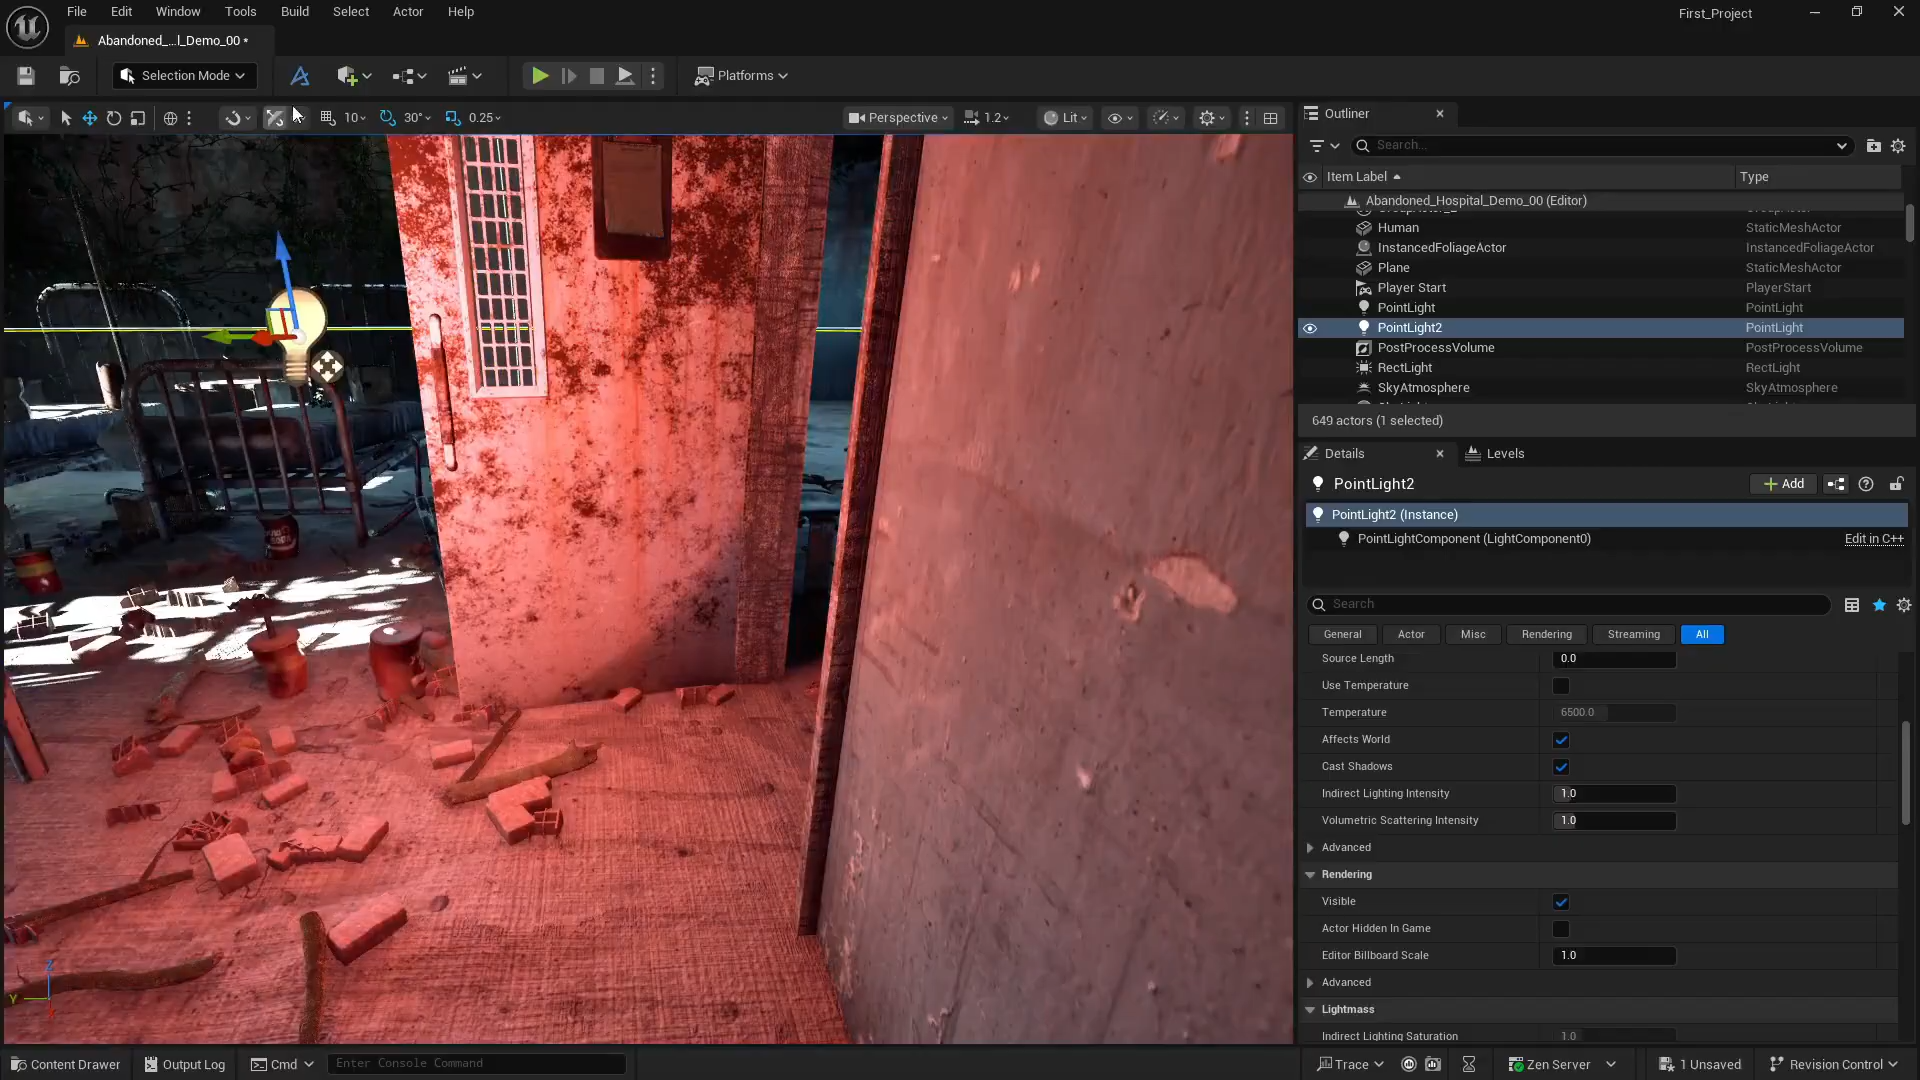 File Edit Window Tools Build Select Actor Help
First_Project
Abandoned_...l_Demo_00 •
Selection Mode
Platforms
10
30°
0.25
Perspective
1.2
Lit
Outliner
Search...
Item Label
Type
Abandoned_Hospital_Demo_00 (Editor)
Human StaticMeshActor
InstancedFoliageActor InstancedFoliageActor
Plane StaticMeshActor
Player Start PlayerStart
PointLight PointLight
PointLight2 PointLight
PostProcessVolume PostProcessVolume
RectLight RectLight
SkyAtmosphere SkyAtmosphere
649 actors (1 selected)
Details
Levels
PointLight2
Add
PointLight2 (Instance)
PointLightComponent (LightComponent0) Edit in C++
Search
General Actor Misc Rendering Streaming All
Source Length 0.0
Use Temperature
Temperature 6500.0
Affects World
Cast Shadows
Indirect Lighting Intensity 1.0
Volumetric Scattering Intensity 1.0
Advanced
Rendering
Visible
Actor Hidden In Game
Editor Billboard Scale 1.0
Advanced
Lightmass
Indirect Lighting Saturation 1.0
Z
Y
X
Content Drawer
Output Log
Cmd
Enter Console Command
Trace
Zen Server
1 Unsaved
Revision Control